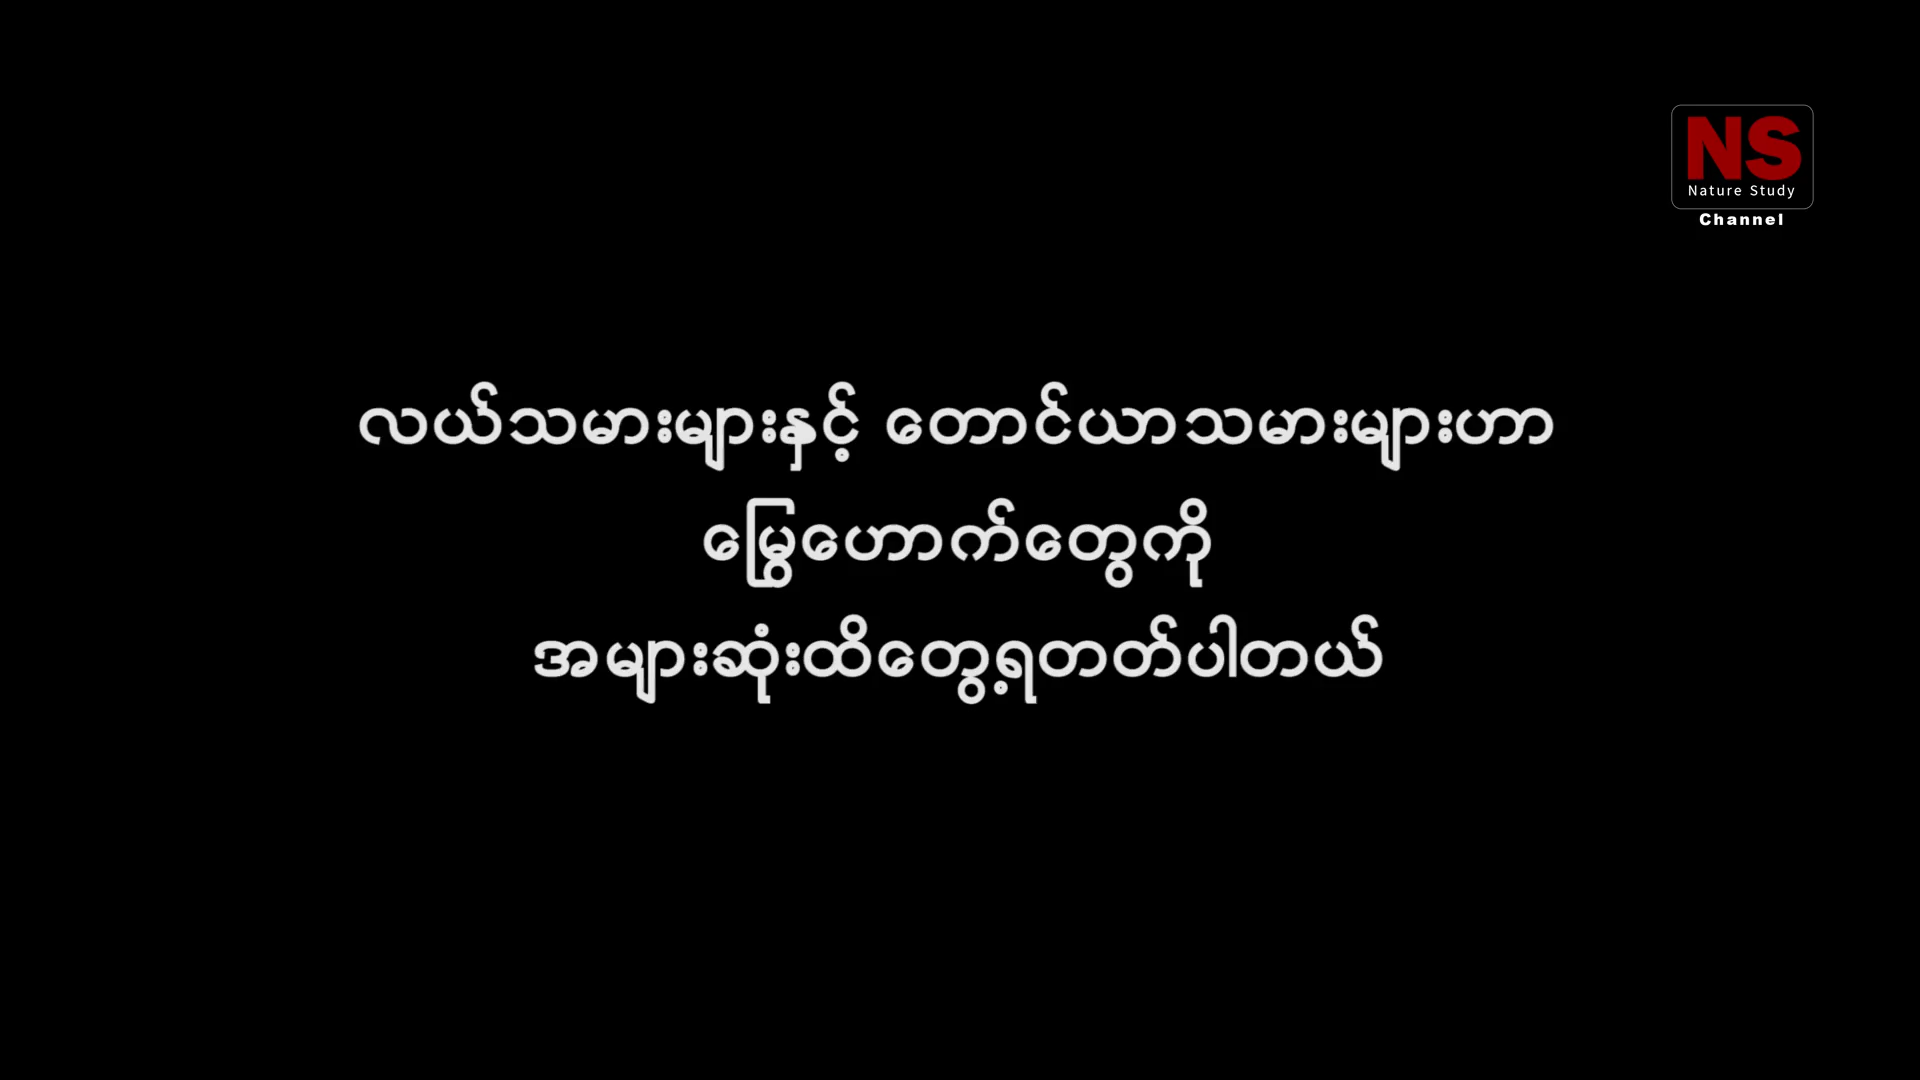 NS
Nature Study
Channel
လယ်သမားများနှင့် တောင်ယာသမားများဟာ
မြွေဟောက်တွေကို
အများဆုံးထိတွေ့ရတတ်ပါတယ်